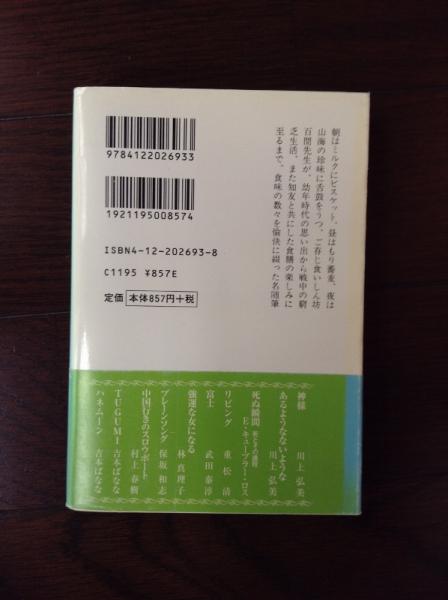 9784122026933
1921195008574
ISBN4-12-202693-8
C1195 ¥857E
定価 本体857円+税
朝はミルクにビスケット、昼はもり蕎麦、夜は
山海の珍味に舌鼓をうつ、ご存じ食いしん坊
百閒先生が、幼年時代の思い出から戦中の窮
乏生活、また知友と共にした食膳の楽しみに
至るまで、食味の数々を愉快に綴った名随筆
神様 川上弘美
あるようなないような 川上弘美
死ぬ瞬間 死とその過程 E・キューブラー・ロス
リビング 重松清
富士 武田泰淳
強運な女になる 林真理子
プレーンソング 保坂和志
中国行きのスロウ・ボート 村上春樹
TUGUMI 吉本ばなな
ハネムーン 吉本ばなな